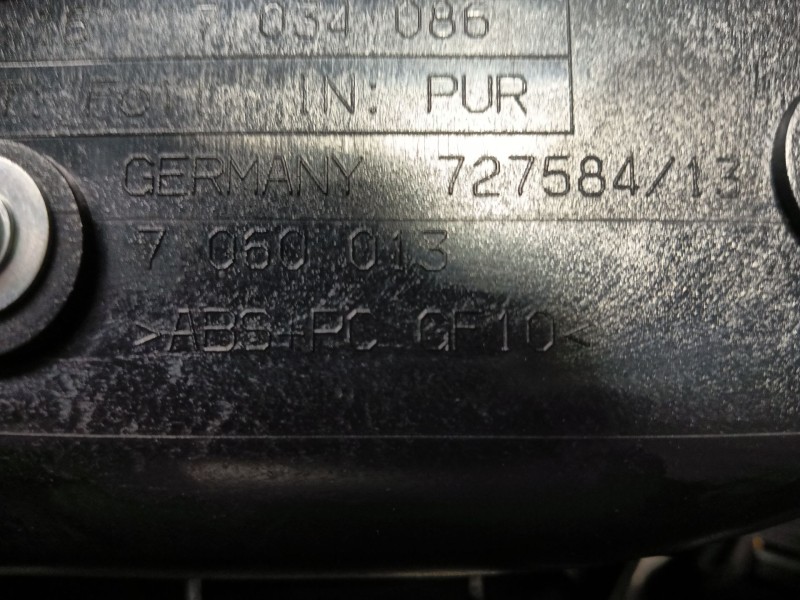 7 034 086
IN: PUR
GERMANY 727584/13
7 060 013
>ABS+PC GF10<